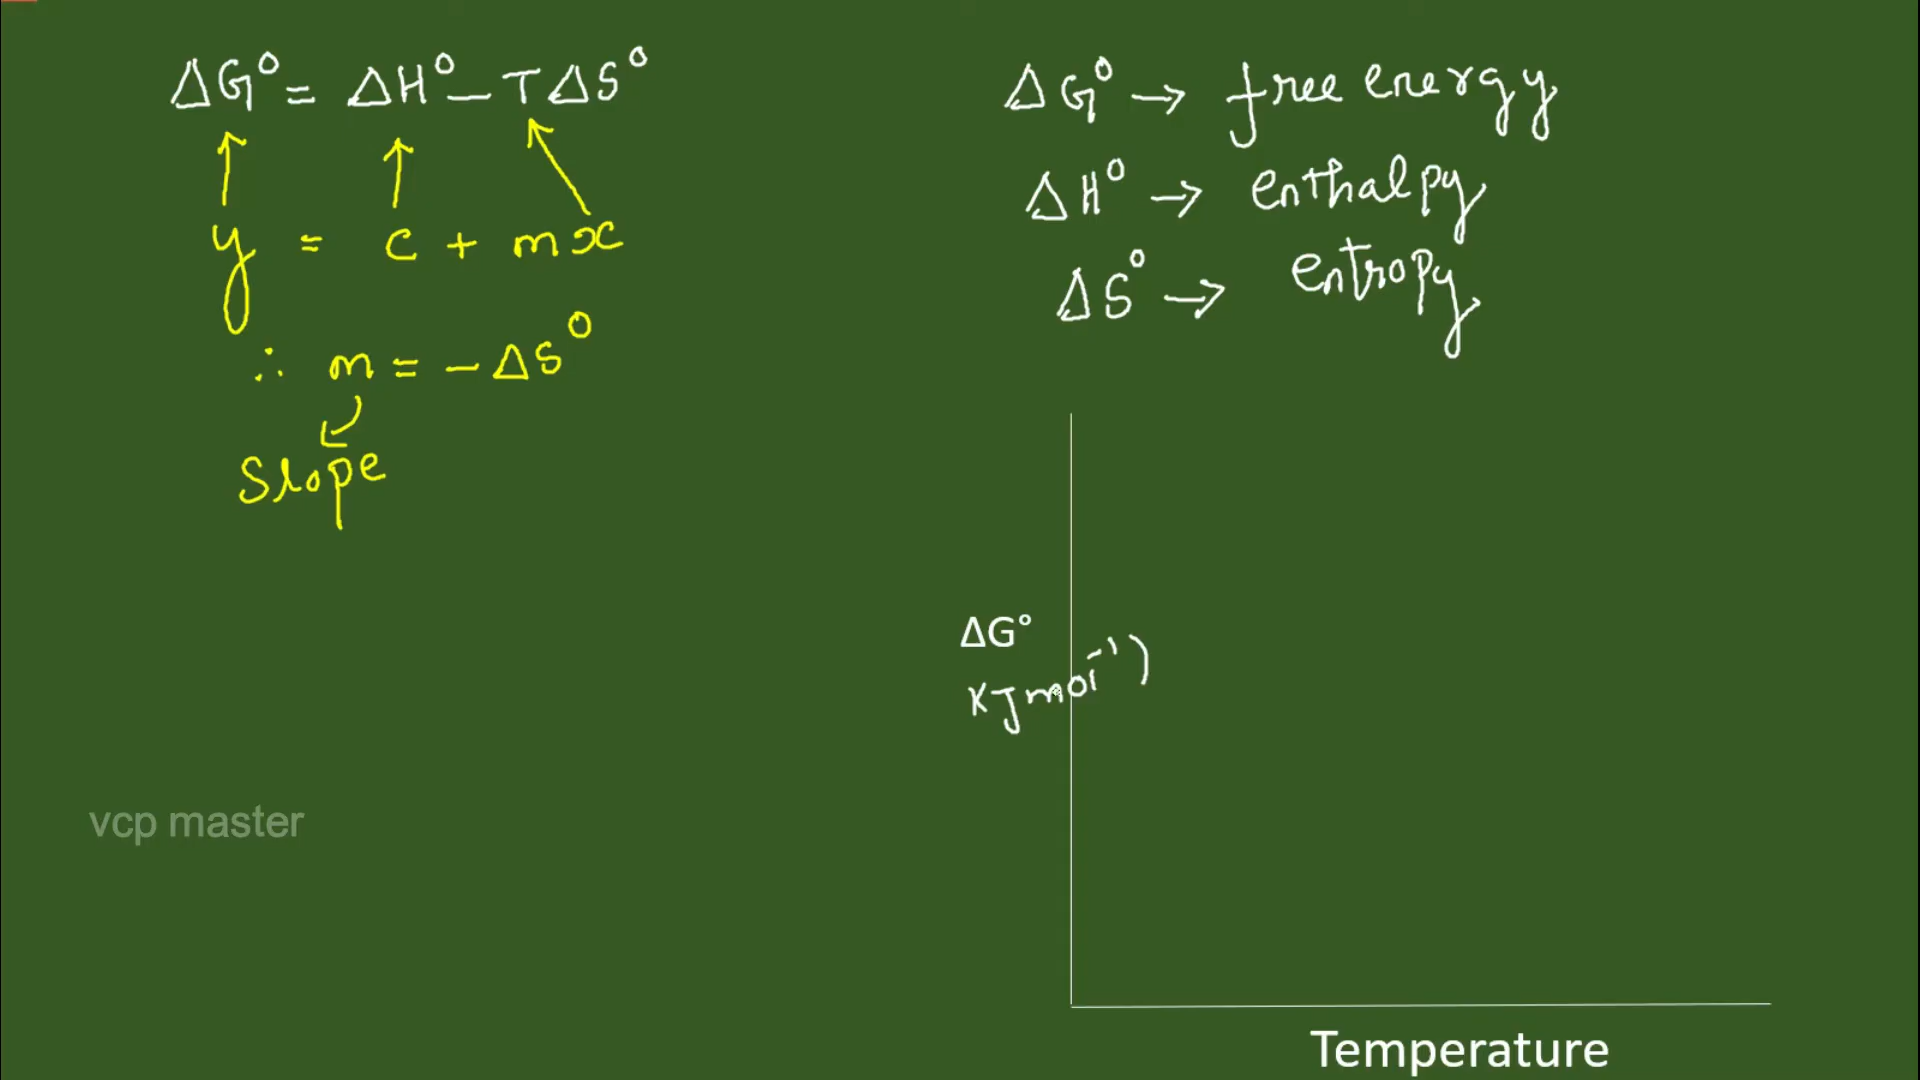 ΔG° = ΔH° – TΔS°
y = c + mx
∴ m = – ΔS°
Slope
ΔG° → free energy
ΔH° → enthalpy
ΔS° → entropy
ΔG°
KJmol⁻¹)
Temperature
vcp master